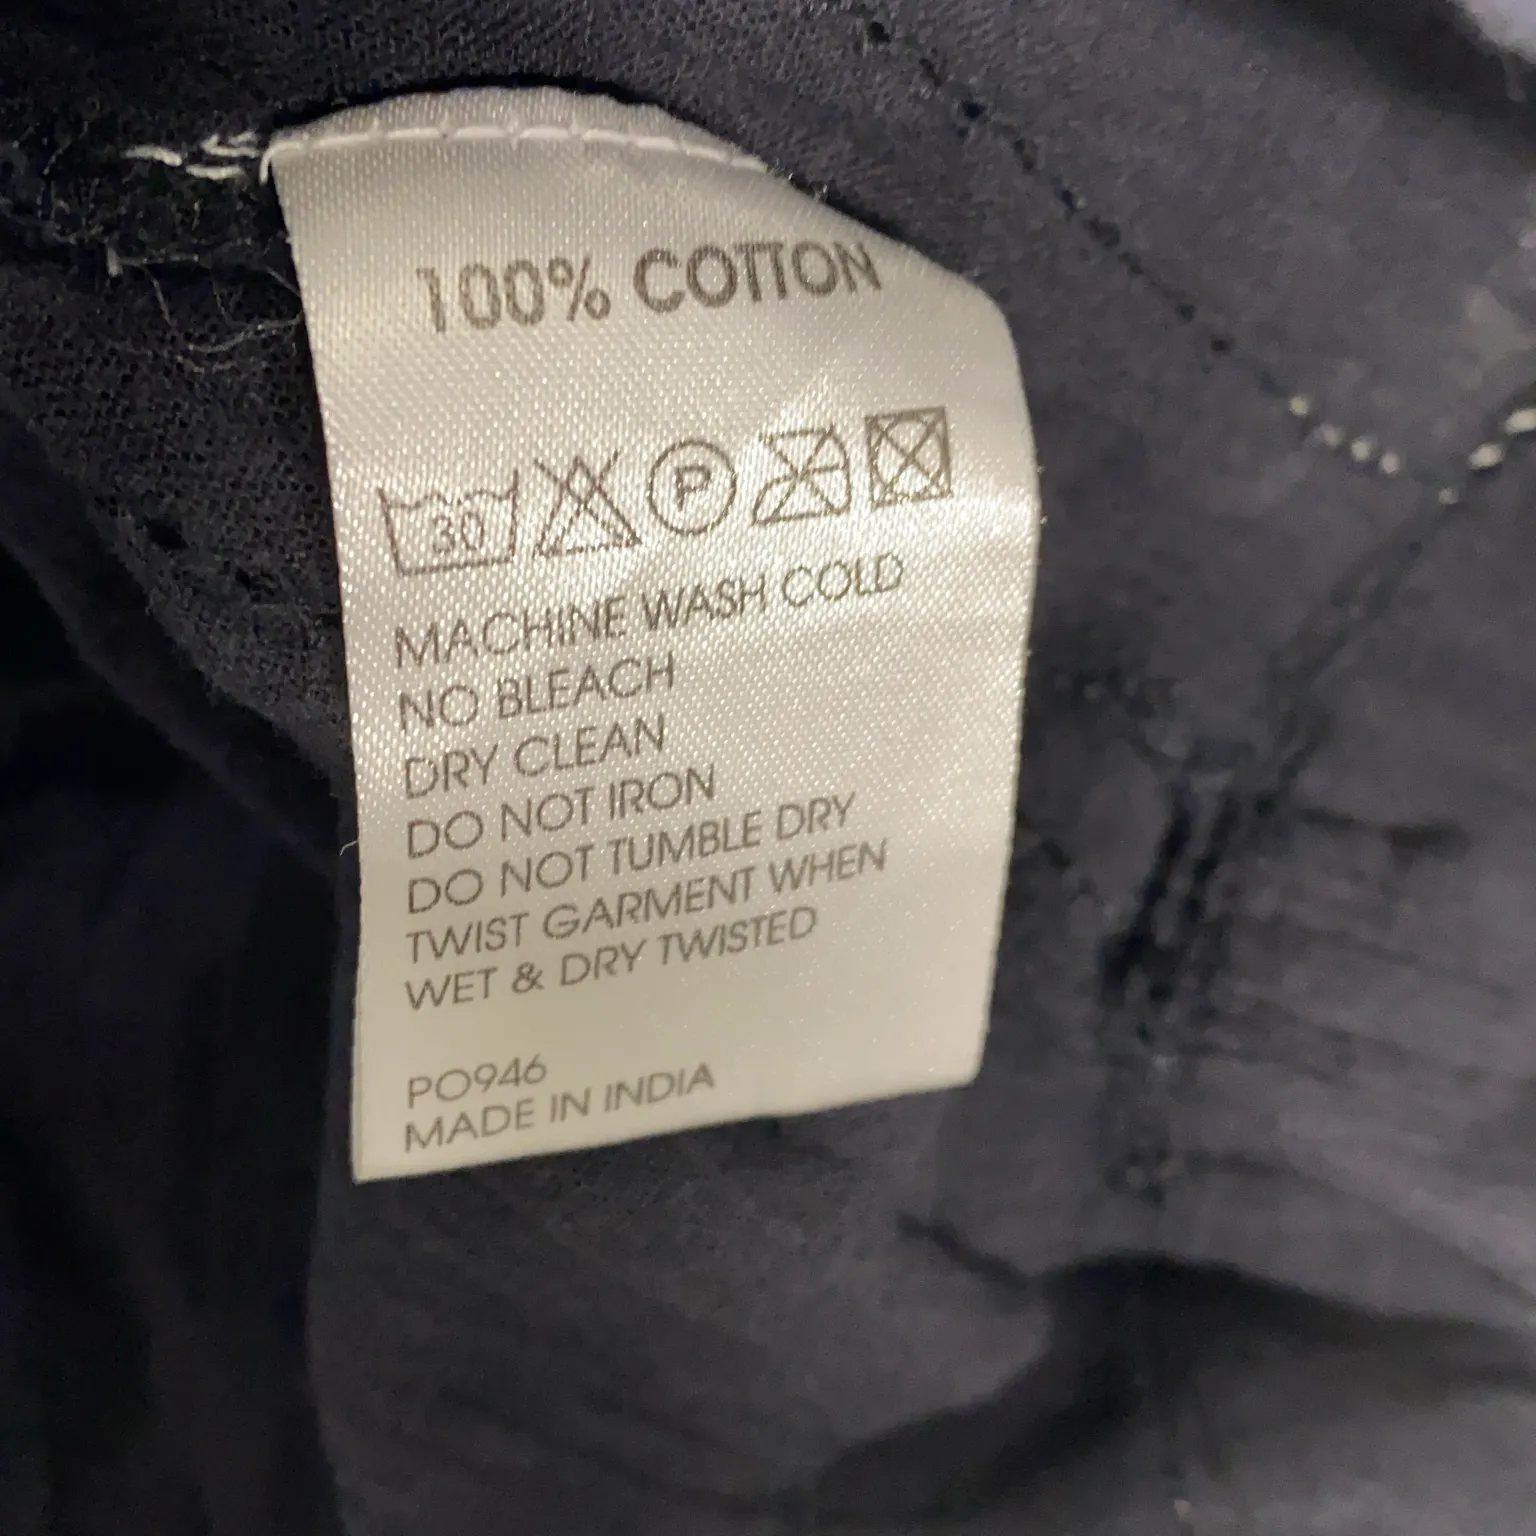 100% COTTON
30 P
MACHINE WASH COLD
NO BLEACH
DRY CLEAN
DO NOT IRON
DO NOT TUMBLE DRY
TWIST GARMENT WHEN
WET & DRY TWISTED
PO946
MADE IN INDIA